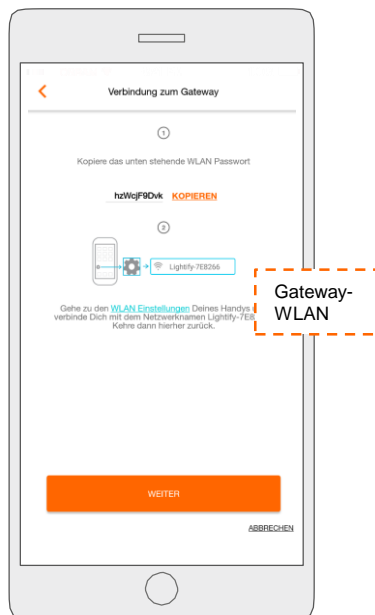 Verbindung zum Gateway
1
Kopiere das unten stehende WLAN Passwort
hzWcjF9Dvk KOPIEREN
2
Lightify-7E8266
Gehe zu den WLAN Einstellungen Deines Handys
verbinde Dich mit dem Netzwerknamen Lightify-7E8
Kehre dann hierher zurück.
Gateway-
WLAN
WEITER
ABBRECHEN